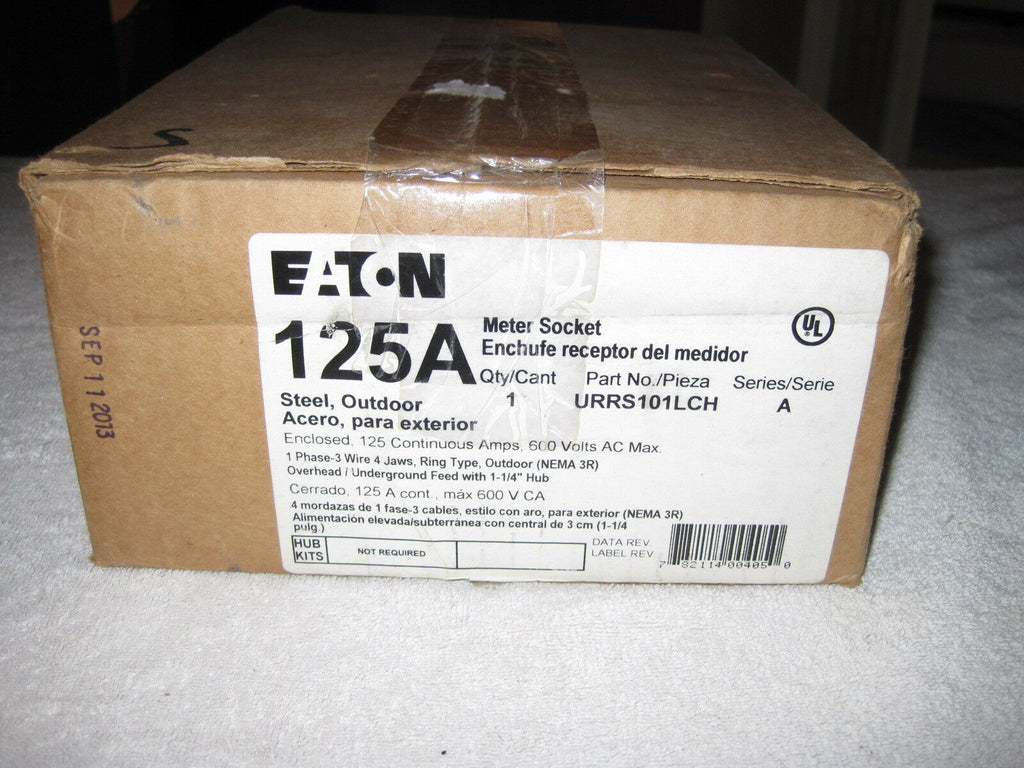 S
SEP 11 2013
EATON
125A
Meter Socket
Enchufe receptor del medidor
Qty/Cant Part No./Pieza Series/Serie
1 URRS101LCH A
UL
Steel, Outdoor
Acero, para exterior
Enclosed, 125 Continuous Amps, 600 Volts AC Max.
1 Phase-3 Wire 4 Jaws, Ring Type, Outdoor (NEMA 3R)
Overhead / Underground Feed with 1-1/4" Hub
Cerrado, 125 A cont., máx 600 V CA
4 mordazas de 1 fase-3 cables, estilo con aro, para exterior (NEMA 3R)
Alimentación elevada/subterránea con central de 3 cm (1-1/4
pulg.)
HUB
KITS
NOT REQUIRED
DATA REV.
LABEL REV.
7 82114 00405 0